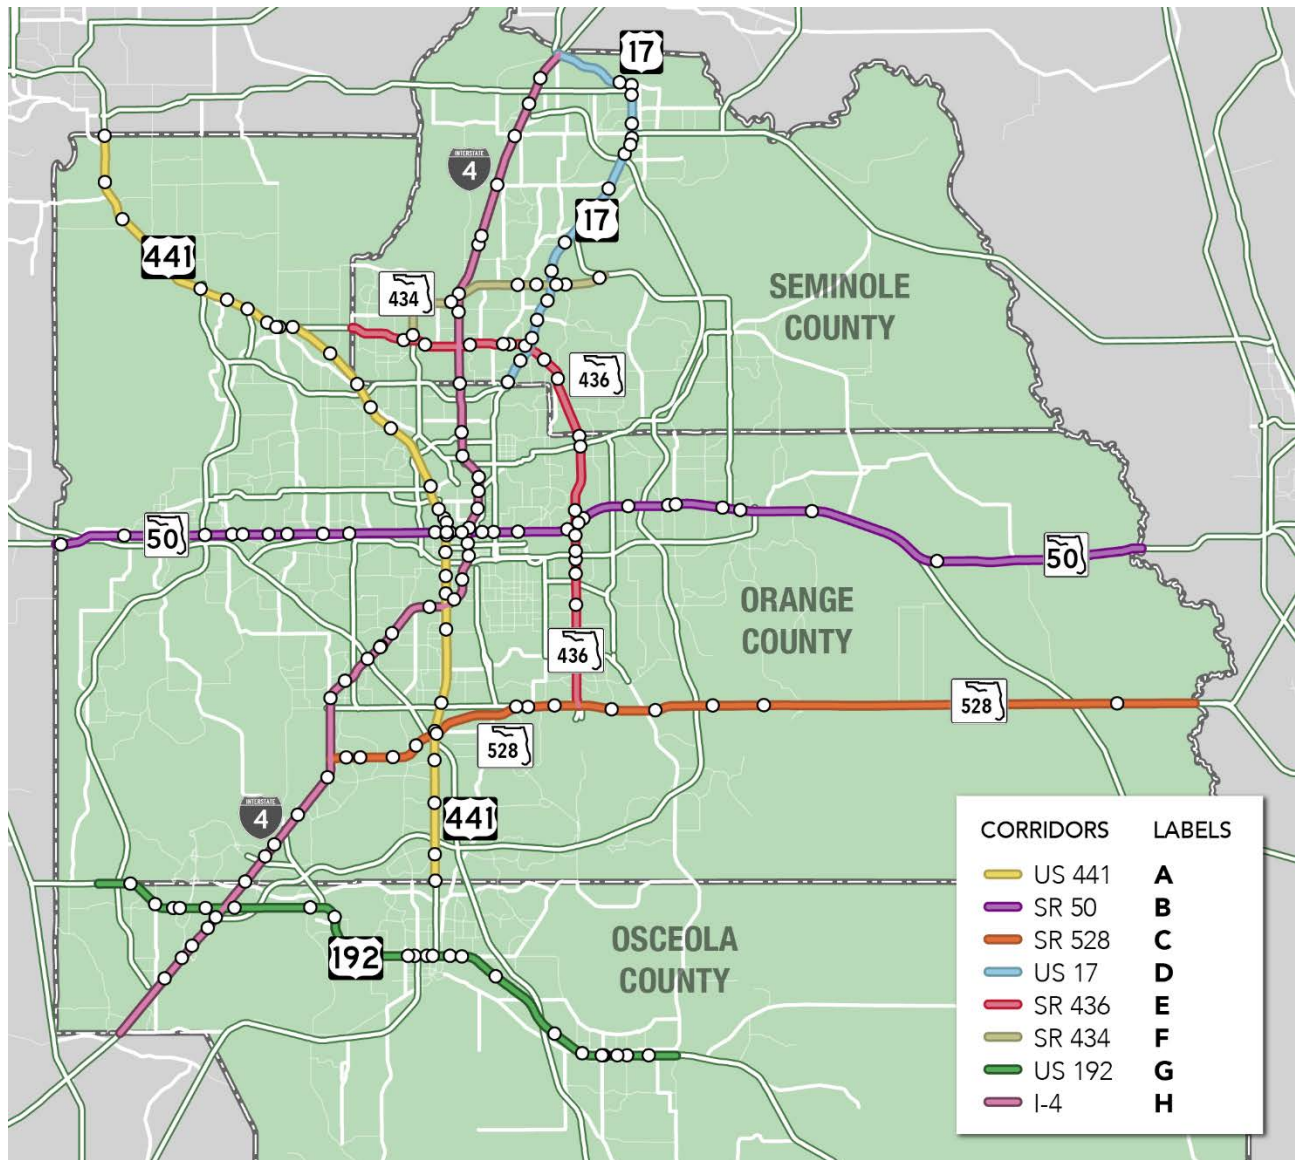 17
INTERSTATE
4
17
441
434
SEMINOLE
COUNTY
436
50
50
ORANGE
COUNTY
436
528
528
INTERSTATE
4
441
192
OSCEOLA
COUNTY
CORRIDORS LABELS
US 441 A
SR 50 B
SR 528 C
US 17 D
SR 436 E
SR 434 F
US 192 G
I-4 H